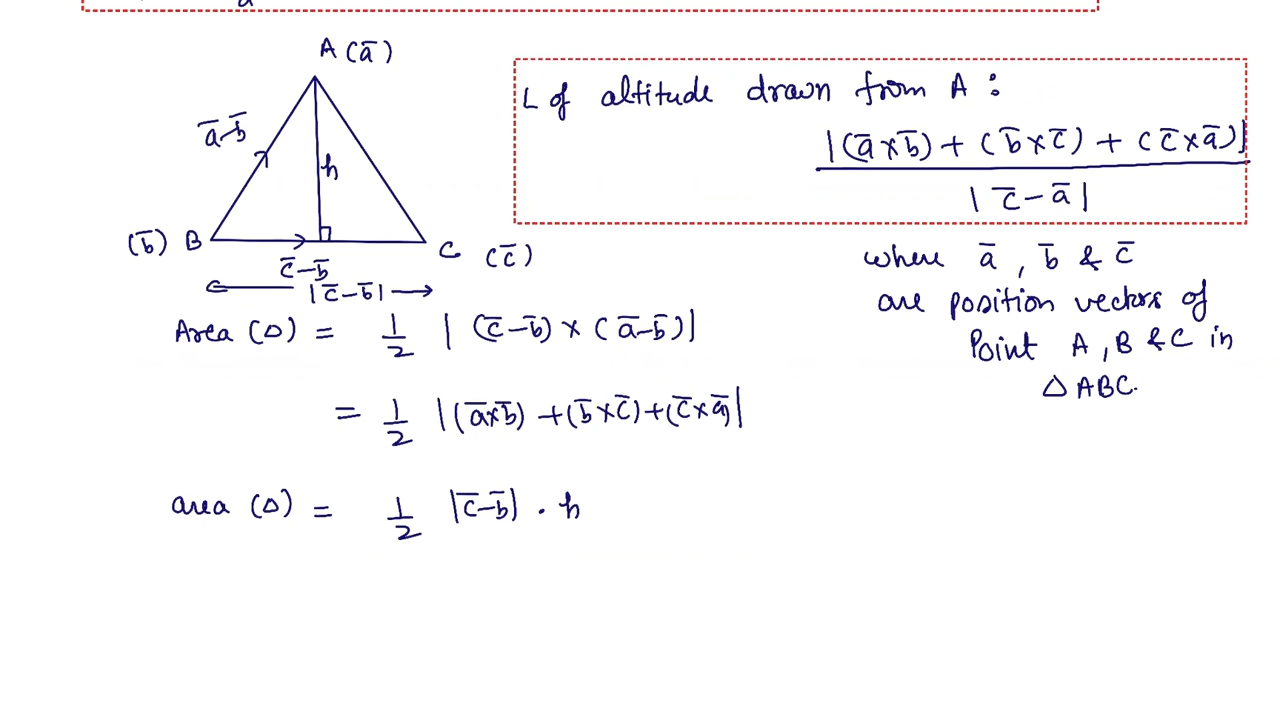 A (ā)
L of altitude drawn from A :
|(ā×b̄) + (b̄×c̄) + (c̄×ā)|
|c̄-ā|
ā-b̄
h
(b̄) B
C (c̄)
c̄-b̄
|c̄-b̄|
where ā, b̄ & c̄
are position vectors of
Point A, B & C in
△ ABC.
Area (△) = 1/2 |(c̄-b̄) × (ā-b̄)|
= 1/2 |(ā×b̄) + (b̄×c̄) + (c̄×ā)|
area (△) = 1/2 |c̄-b̄| . h